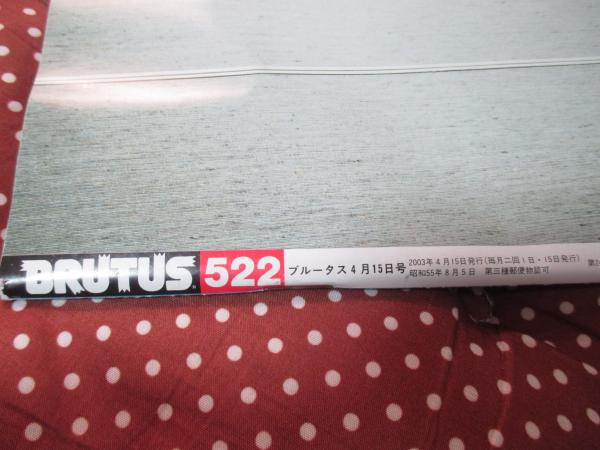 BRUTUS 522 ブルータス4月15日号
2003年4月15日発行(毎月二回1日・15日発行) 第2
昭和55年8月5日 第三種郵便物認可